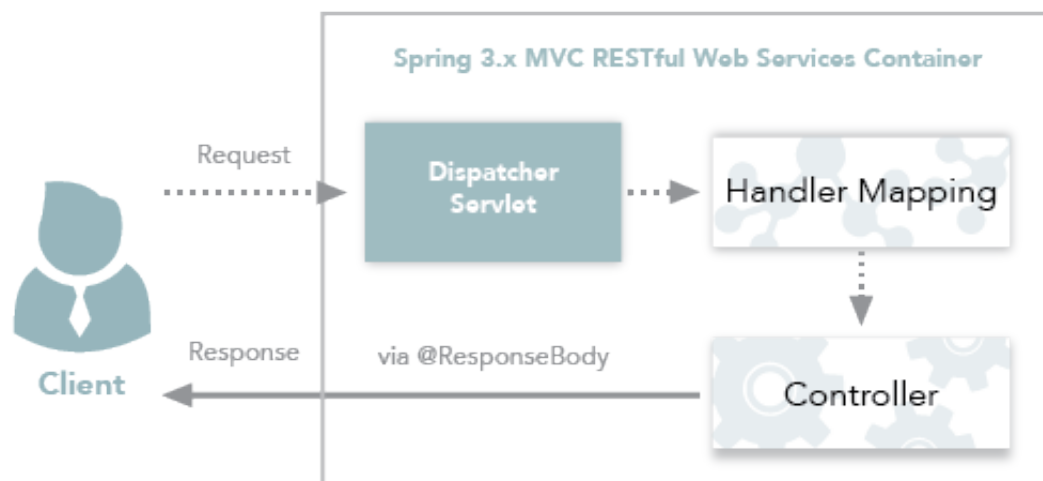 Spring 3.x MVC RESTful Web Services Container
Request
Dispatcher
Servlet
Handler Mapping
Response
via @ResponseBody
Controller
Client